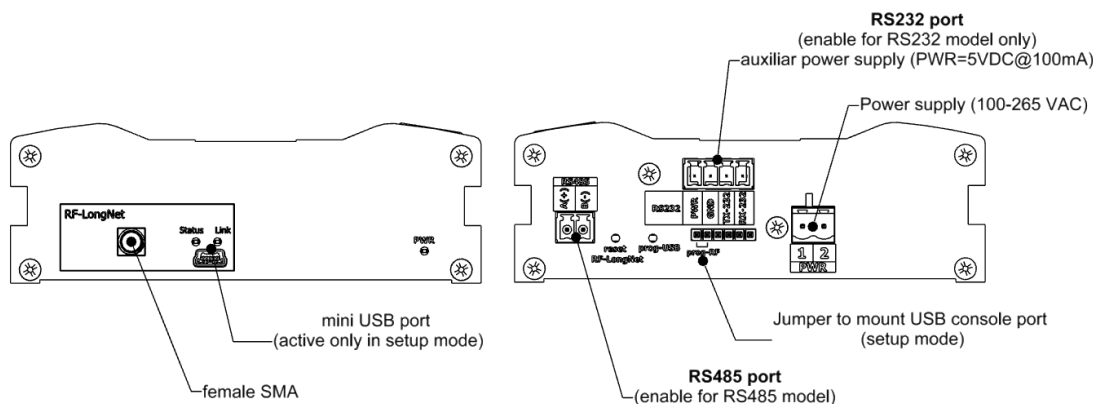 RS232 port
(enable for RS232 model only)
auxiliar power supply (PWR=5VDC@100mA)
Power supply (100-265 VAC)
RF-LongNet
Status Link
PWR
mini USB port
(active only in setup mode)
female SMA
RS485
A(+)
B(-)
RS232
PWR
GND
TX-232
RX-232
reset
prog-USB
prog-RF
RF-LongNet
1 2
PWR
Jumper to mount USB console port
(setup mode)
RS485 port
(enable for RS485 model)